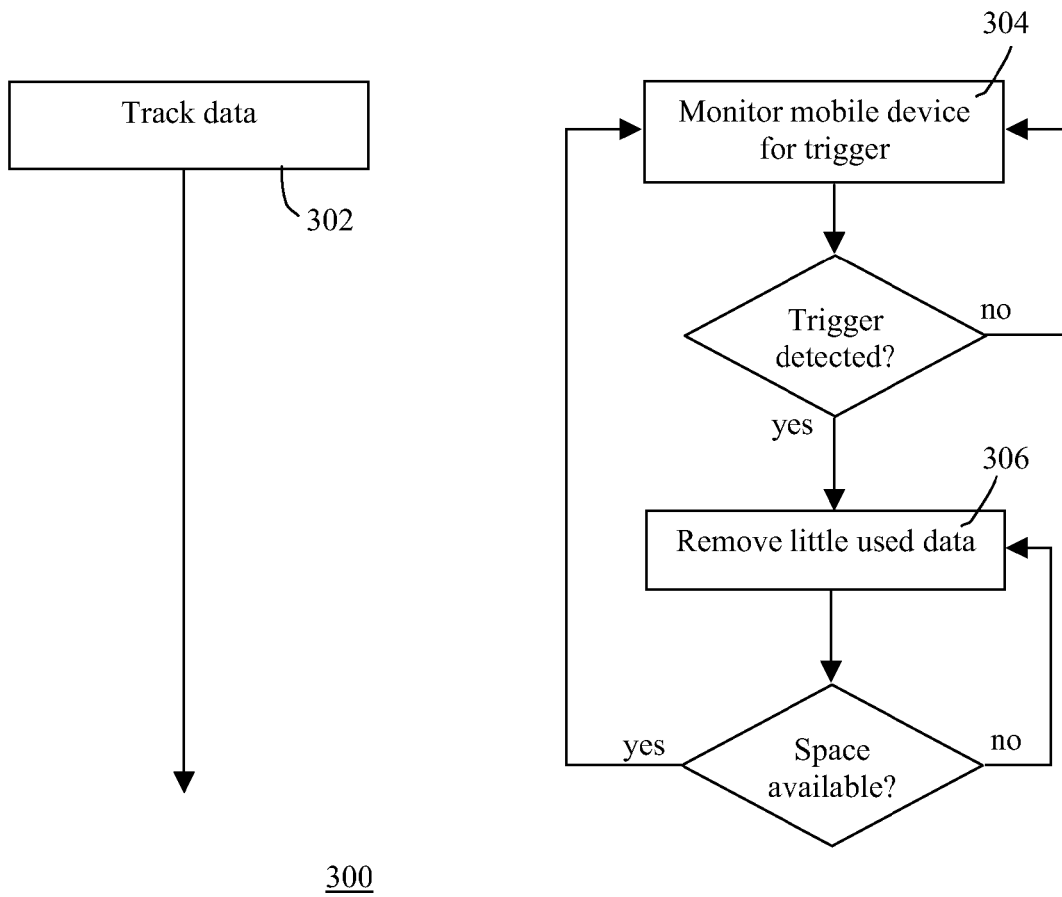 304
Track data
Monitor mobile device
for trigger
302
Trigger
detected?
no
yes
306
Remove little used data
yes
Space
available?
no
300